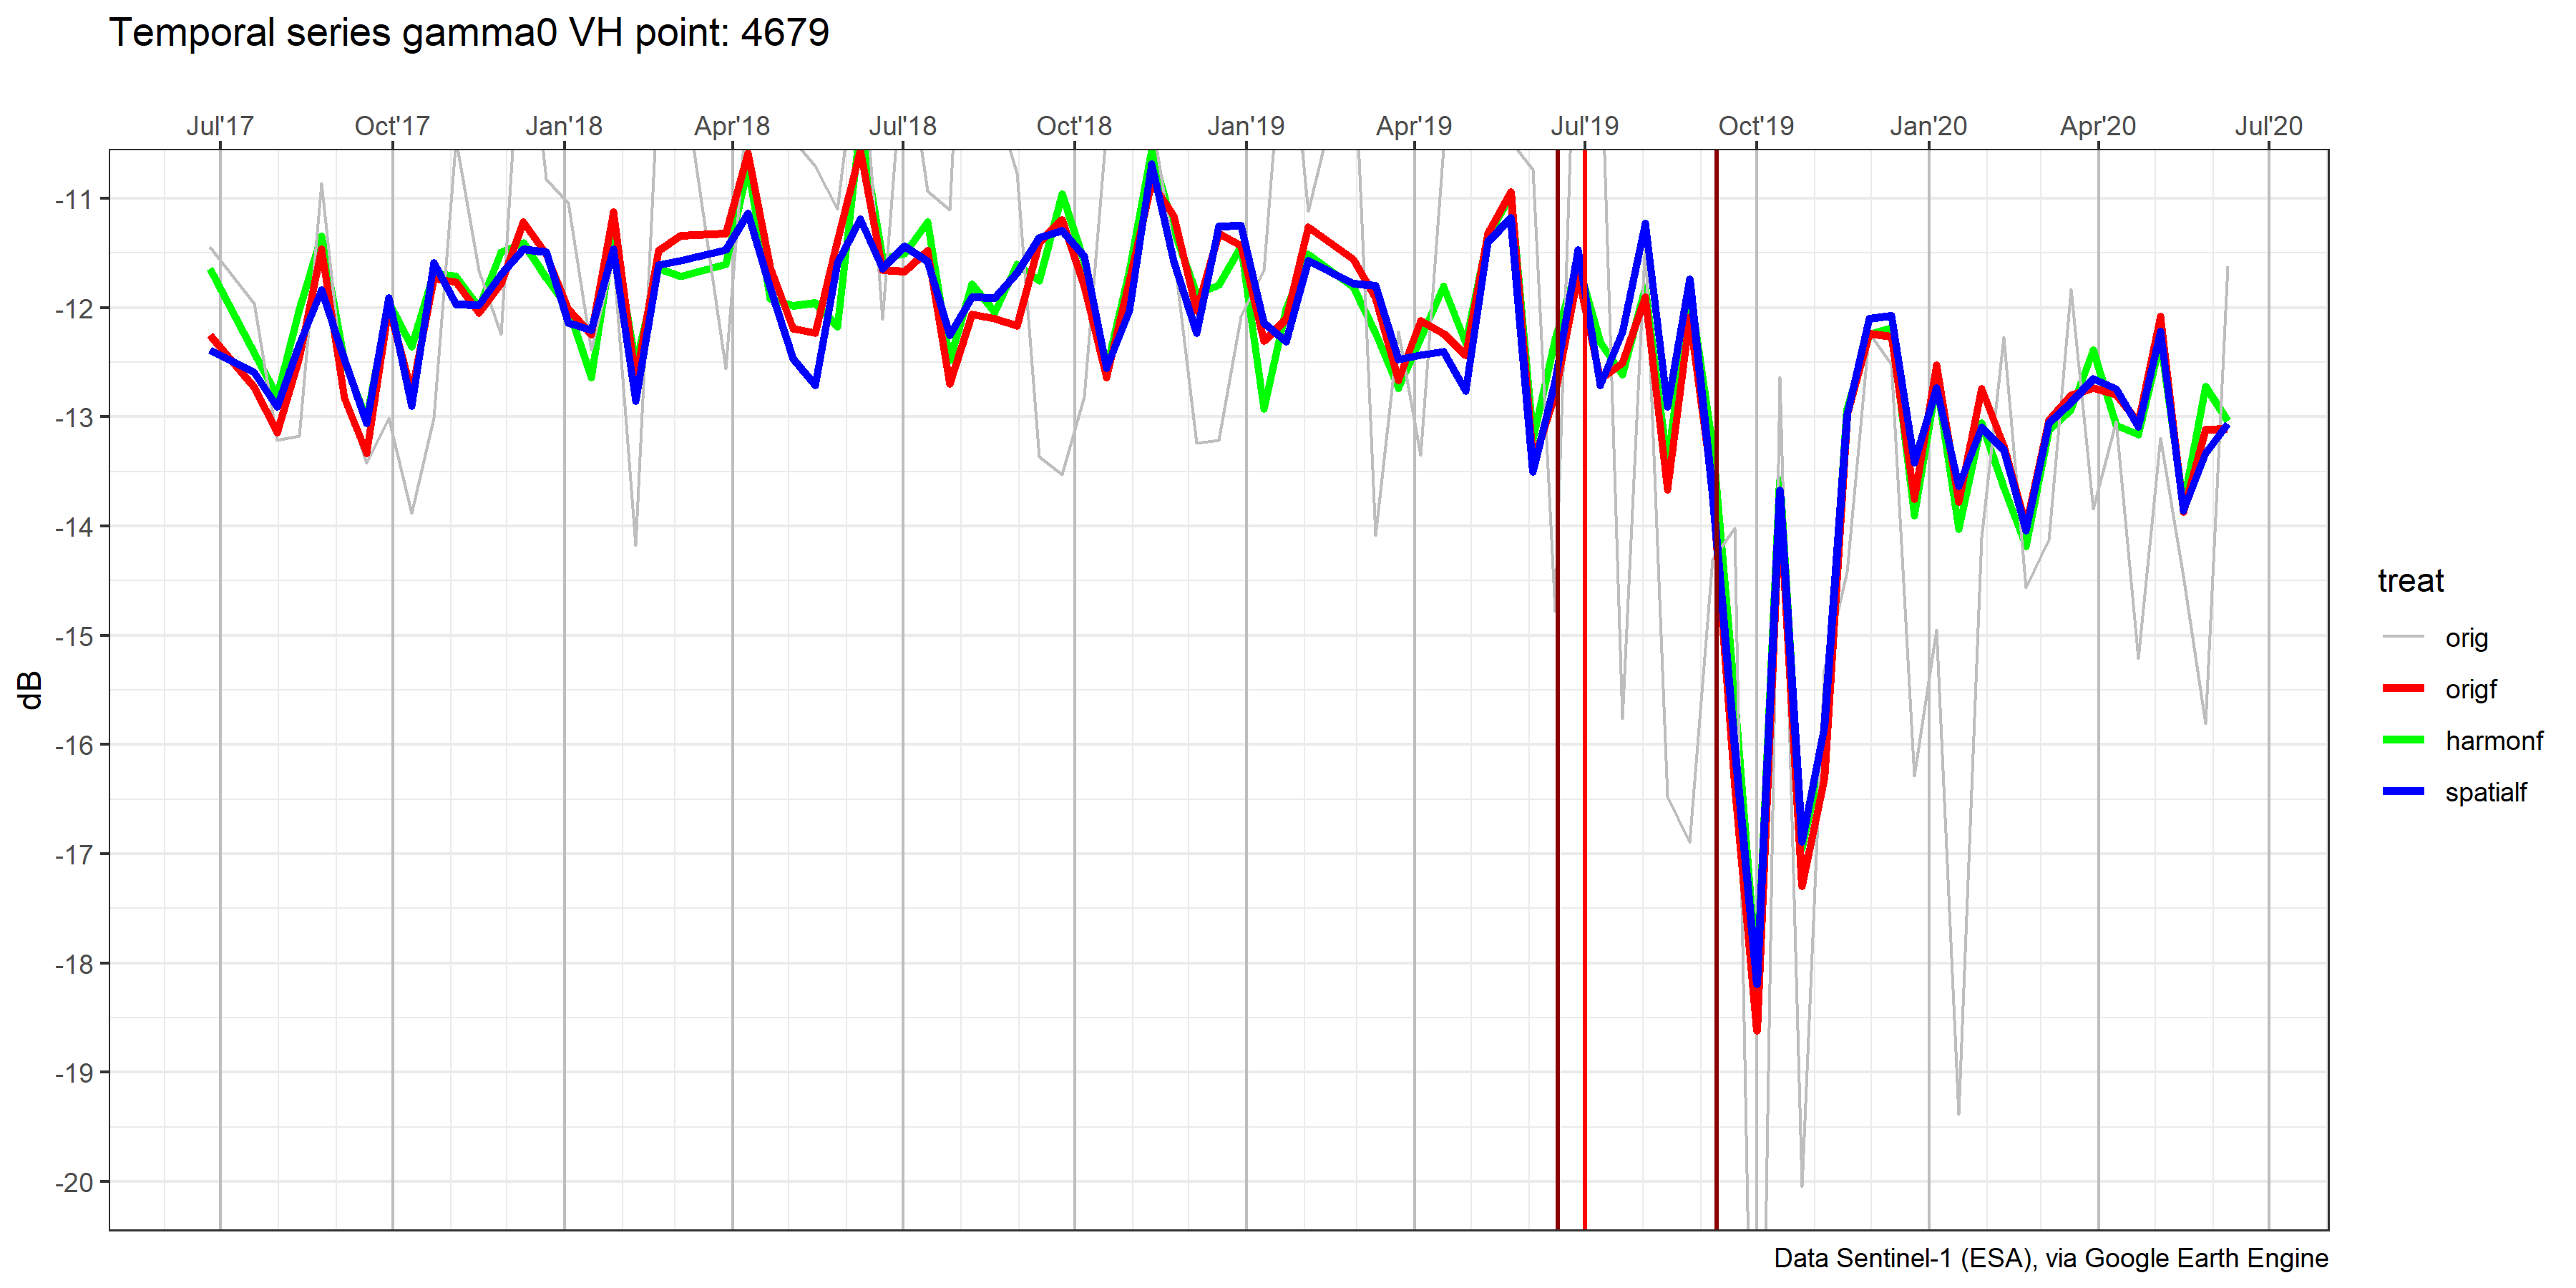 Temporal series gamma0 VH point: 4679
Jul'17 Oct'17 Jan'18 Apr'18 Jul'18 Oct'18 Jan'19 Apr'19 Jul'19 Oct'19 Jan'20 Apr'20 Jul'20
-11
-12
-13
-14
-15
-16
-17
-18
-19
-20
dB
treat
orig
origf
harmonf
spatialf
Data Sentinel-1 (ESA), via Google Earth Engine